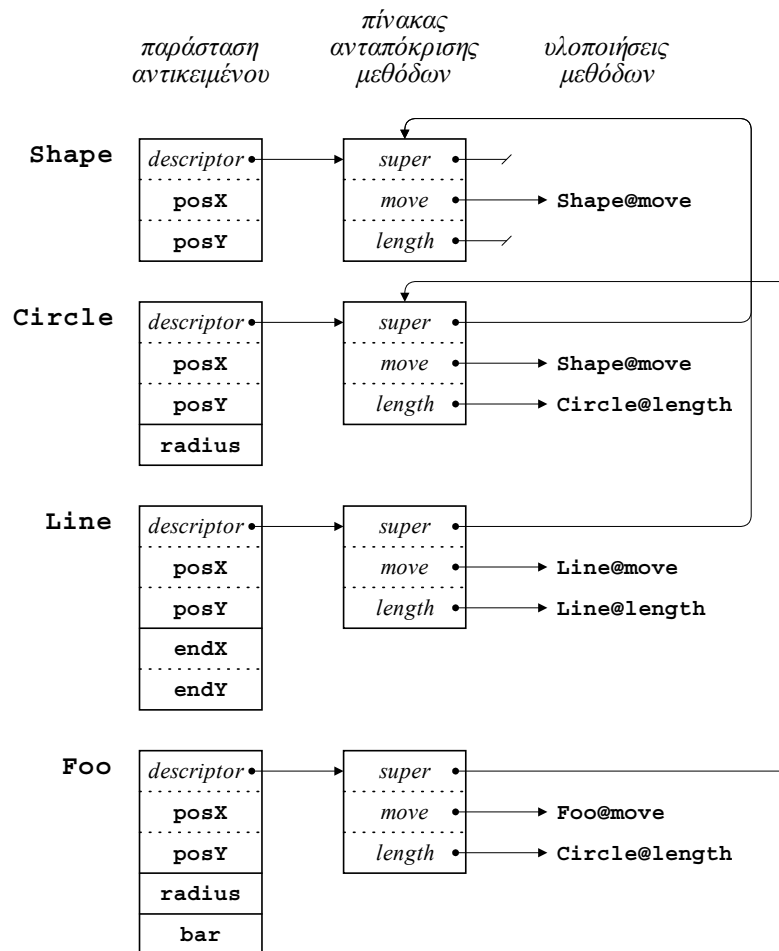 παράσταση
αντικειμένου
πίνακας
ανταπόκρισης
μεθόδων
υλοποιήσεις
μεθόδων
Shape
descriptor
super
posX
move
Shape@move
posY
length
Circle
descriptor
super
posX
move
Shape@move
posY
length
Circle@length
radius
Line
descriptor
super
posX
move
Line@move
posY
length
Line@length
endX
endY
Foo
descriptor
super
posX
move
Foo@move
posY
length
Circle@length
radius
bar